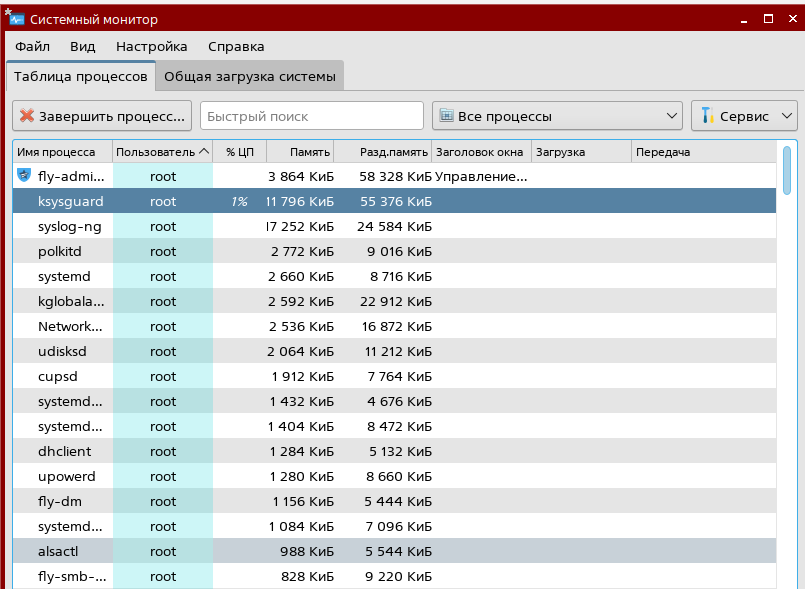 Системный монитор
Файл Вид Настройка Справка
Таблица процессов Общая загрузка системы
Завершить процесс... Быстрый поиск Все процессы Сервис
Имя процесса Пользователь % ЦП Память Разд.память Заголовок окна Загрузка Передача
fly-admi... root 3 864 КиБ 58 328 КиБ Управление...
ksysguard root 1% 11 796 КиБ 55 376 КиБ
syslog-ng root 17 252 КиБ 24 584 КиБ
polkitd root 2 772 КиБ 9 016 КиБ
systemd root 2 660 КиБ 8 716 КиБ
kglobala... root 2 592 КиБ 22 912 КиБ
Network... root 2 536 КиБ 16 872 КиБ
udisksd root 2 064 КиБ 11 212 КиБ
cupsd root 1 912 КиБ 7 764 КиБ
systemd... root 1 432 КиБ 4 676 КиБ
systemd... root 1 404 КиБ 8 472 КиБ
dhclient root 1 284 КиБ 5 132 КиБ
upowerd root 1 280 КиБ 8 660 КиБ
fly-dm root 1 156 КиБ 5 444 КиБ
systemd... root 1 084 КиБ 7 096 КиБ
alsactl root 988 КиБ 5 544 КиБ
fly-smb-... root 828 КиБ 9 220 КиБ